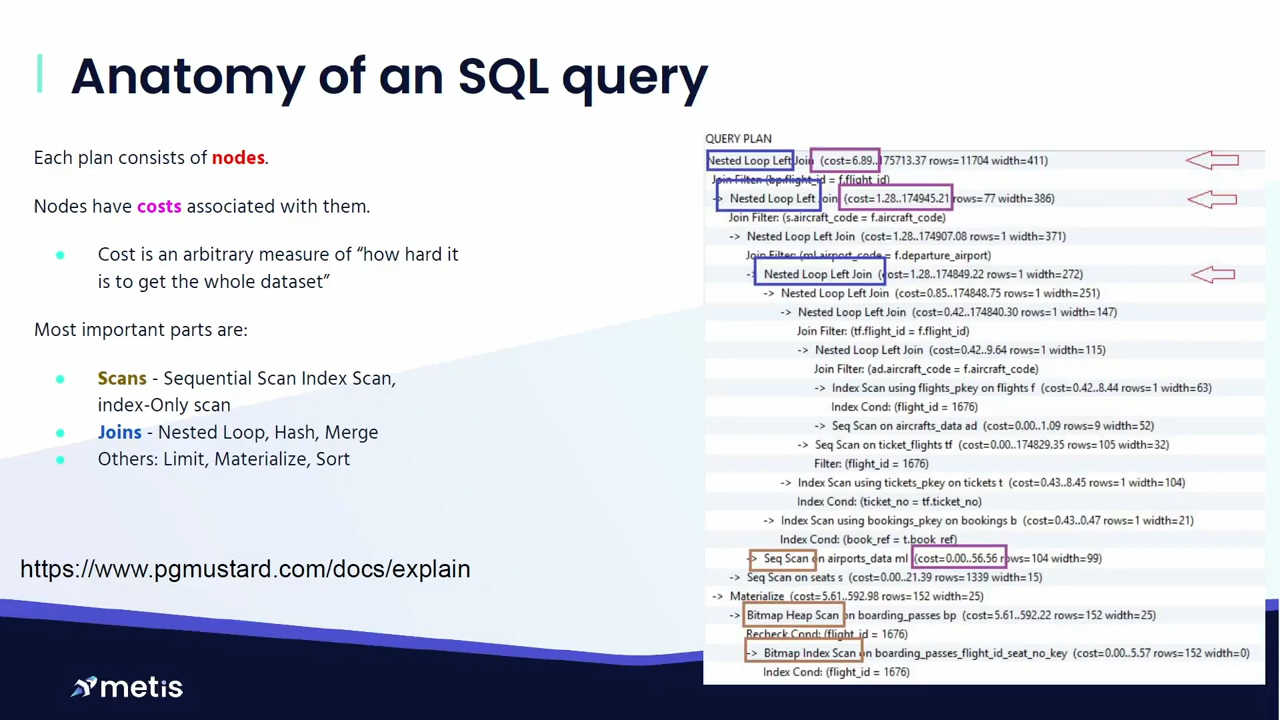 Anatomy of an SQL query
Each plan consists of nodes.
Nodes have costs associated with them.
Cost is an arbitrary measure of “how hard it
is to get the whole dataset”
Most important parts are:
Scans - Sequential Scan Index Scan,
index-Only scan
Joins - Nested Loop, Hash, Merge
Others: Limit, Materialize, Sort
https://www.pgmustard.com/docs/explain
metis
QUERY PLAN
Nested Loop Left Join (cost=6.89..175713.37 rows=11704 width=411)
Join Filter: (bp.flight_id = f.flight_id)
-> Nested Loop Left Join (cost=1.28..174945.21 rows=77 width=386)
Join Filter: (s.aircraft_code = f.aircraft_code)
-> Nested Loop Left Join (cost=1.28..174907.08 rows=1 width=371)
Join Filter: (ml.airport_code = f.departure_airport)
-> Nested Loop Left Join (cost=1.28..174849.22 rows=1 width=272)
-> Nested Loop Left Join (cost=0.85..174848.75 rows=1 width=251)
-> Nested Loop Left Join (cost=0.42..174840.30 rows=1 width=147)
Join Filter: (tf.flight_id = f.flight_id)
-> Nested Loop Left Join (cost=0.42..9.64 rows=1 width=115)
Join Filter: (ad.aircraft_code = f.aircraft_code)
-> Index Scan using flights_pkey on flights f (cost=0.42..8.44 rows=1 width=63)
Index Cond: (flight_id = 1676)
-> Seq Scan on aircrafts_data ad (cost=0.00..1.09 rows=9 width=52)
-> Seq Scan on ticket_flights tf (cost=0.00..174829.35 rows=105 width=32)
Filter: (flight_id = 1676)
-> Index Scan using tickets_pkey on tickets t (cost=0.43..8.45 rows=1 width=104)
Index Cond: (ticket_no = tf.ticket_no)
-> Index Scan using bookings_pkey on bookings b (cost=0.43..0.47 rows=1 width=21)
Index Cond: (book_ref = t.book_ref)
-> Seq Scan on airports_data ml (cost=0.00..56.56 rows=104 width=99)
-> Seq Scan on seats s (cost=0.00..21.39 rows=1339 width=15)
-> Materialize (cost=5.61..592.98 rows=152 width=25)
-> Bitmap Heap Scan on boarding_passes bp (cost=5.61..592.22 rows=152 width=25)
Recheck Cond: (flight_id = 1676)
-> Bitmap Index Scan on boarding_passes_flight_id_seat_no_key (cost=0.00..5.57 rows=152 width=0)
Index Cond: (flight_id = 1676)